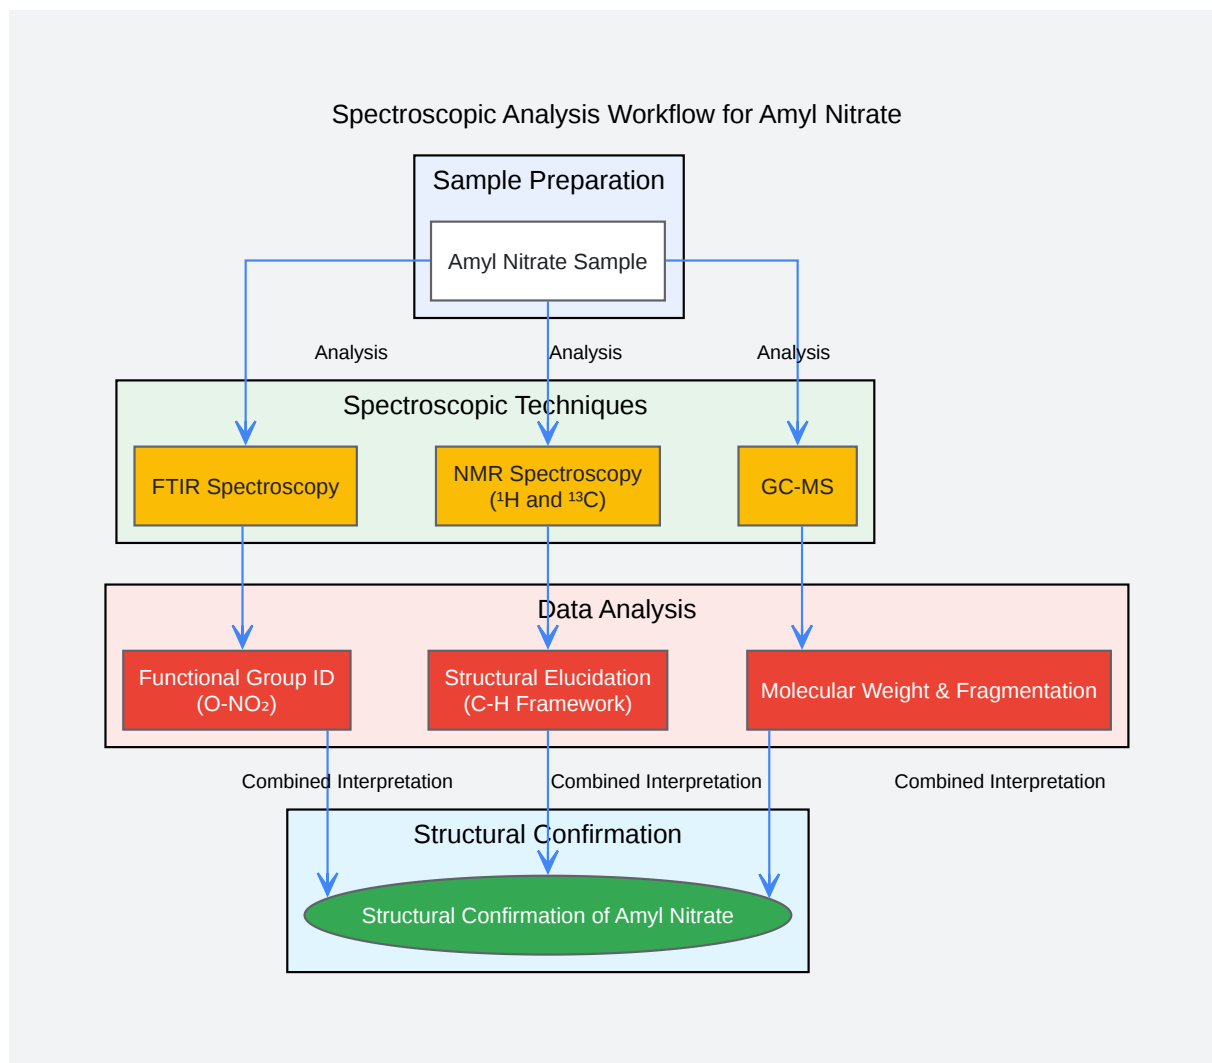 Spectroscopic Analysis Workflow for Amyl Nitrate
Sample Preparation
Amyl Nitrate Sample
Analysis
Analysis
Analysis
Spectroscopic Techniques
FTIR Spectroscopy
NMR Spectroscopy
(¹H and ¹³C)
GC-MS
Data Analysis
Functional Group ID
(O-NO₂)
Structural Elucidation
(C-H Framework)
Molecular Weight & Fragmentation
Combined Interpretation
Combined Interpretation
Combined Interpretation
Structural Confirmation
Structural Confirmation of Amyl Nitrate